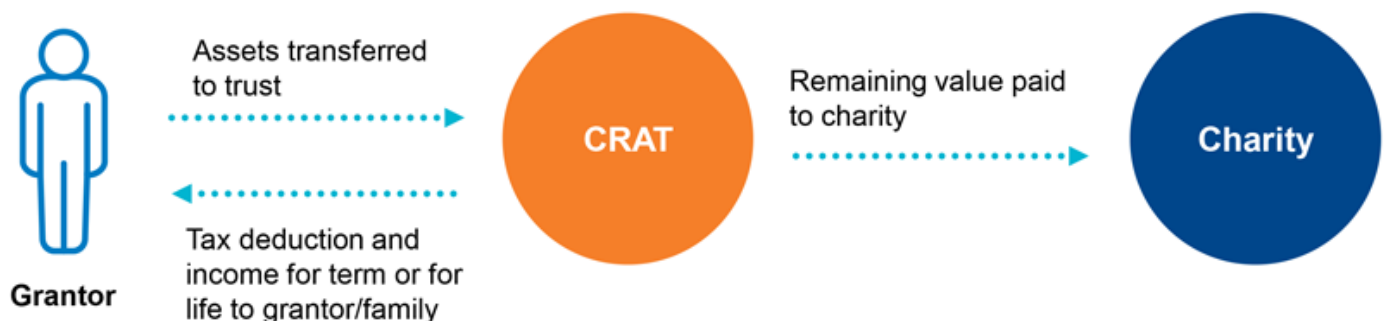 Assets transferred
to trust
CRAT
Remaining value paid
to charity
Charity
Tax deduction and
income for term or for
life to grantor/family
Grantor